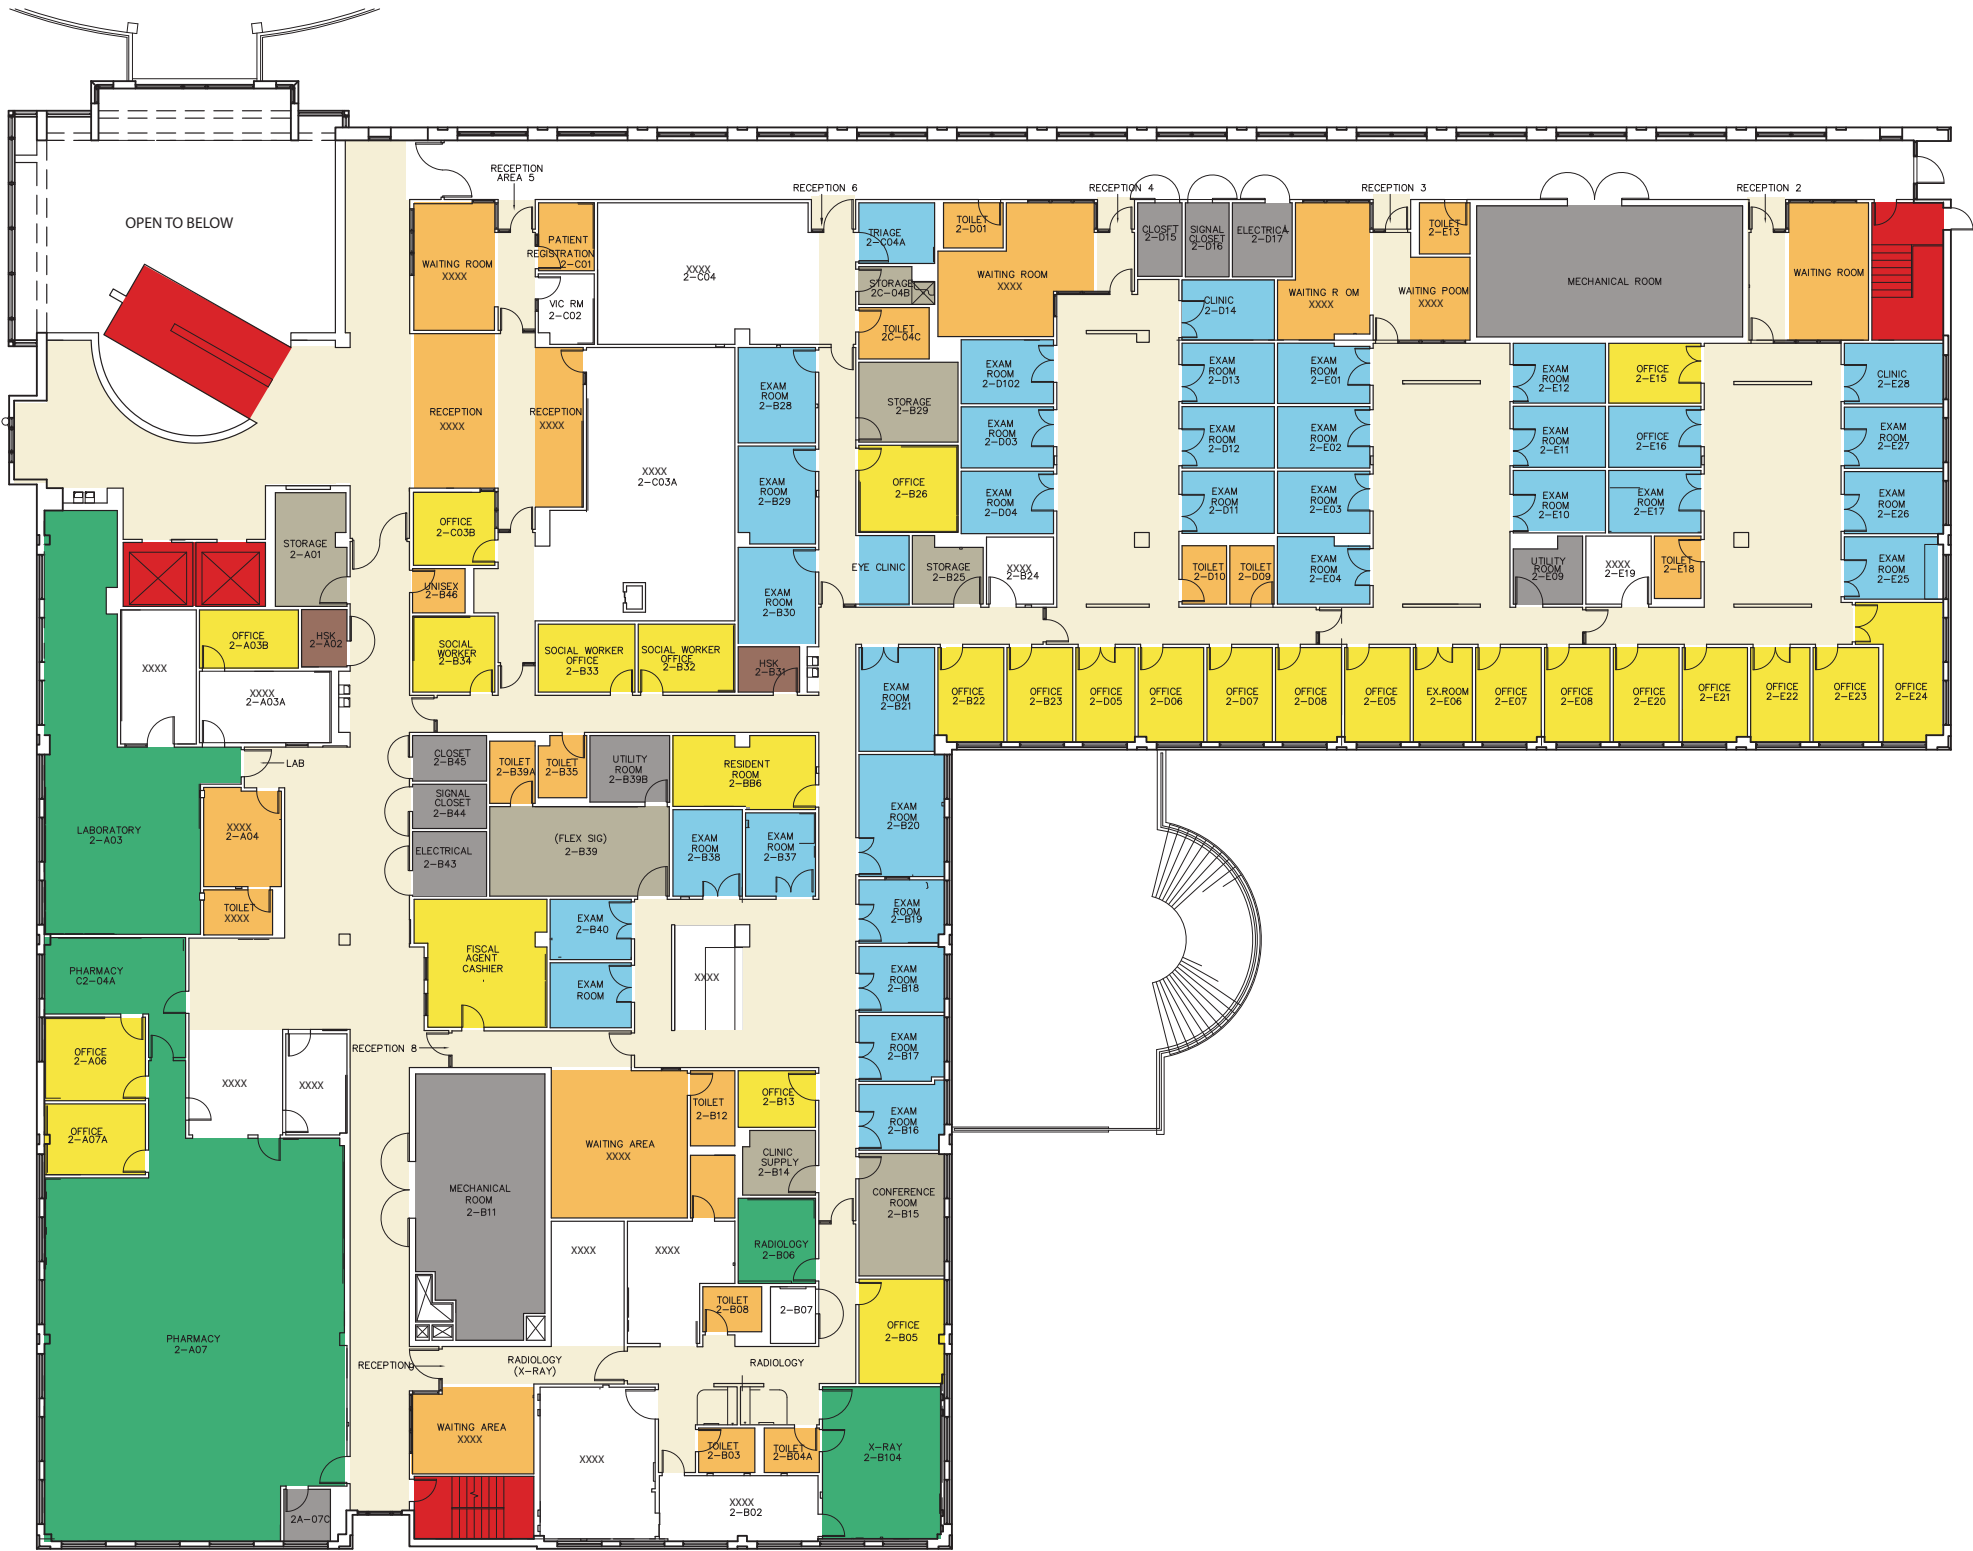 OPEN TO BELOW
RECEPTION
AREA 5
RECEPTION 6
RECEPTION 4
RECEPTION 3
RECEPTION 2
WAITING ROOM
XXXX
PATIENT
REGISTRATION
2-C01
VIC RM
2-C02
XXXX
2-C04
TRIAGE
2-C04A
STORAGE
2C-04B
TOILET
2C-04C
TOILET
2-D01
WAITING ROOM
XXXX
CLOSFT
2-D15
SIGNAL
CLOSET
2-D16
ELECTRICA
2-D17
CLINIC
2-D14
WAITING R OM
XXXX
TOILET
2-E13
WAITING POOM
XXXX
MECHANICAL ROOM
WAITING ROOM
RECEPTION
XXXX
RECEPTION
XXXX
XXXX
2-C03A
EXAM
ROOM
2-B28
EXAM
ROOM
2-B29
EXAM
ROOM
2-B30
STORAGE
2-B29
OFFICE
2-B26
EXAM
ROOM
2-D102
EXAM
ROOM
2-D03
EXAM
ROOM
2-D04
EXAM
ROOM
2-D13
EXAM
ROOM
2-D12
EXAM
ROOM
2-D11
EXAM
ROOM
2-E01
EXAM
ROOM
2-E02
EXAM
ROOM
2-E03
EXAM
ROOM
2-E04
EXAM
ROOM
2-E12
EXAM
ROOM
2-E11
EXAM
ROOM
2-E10
OFFICE
2-E15
OFFICE
2-E16
EXAM
ROOM
2-E17
CLINIC
2-E28
EXAM
ROOM
2-E27
EXAM
ROOM
2-E26
EXAM
ROOM
2-E25
EYE CLINIC
STORAGE
2-B25
XXXX
2-B24
TOILET
2-D10
TOILET
2-D09
UTILITY
ROOM
2-E09
XXXX
2-E19
TOILET
2-E18
STORAGE
2-A01
OFFICE
2-C03B
UNISEX
2-B46
SOCIAL
WORKER
2-B34
SOCIAL WORKER
OFFICE
2-B33
SOCIAL WORKER
OFFICE
2-B32
HSK
2-B31
XXXX
OFFICE
2-A03B
HSK
2-A02
XXXX
2-A03A
EXAM
ROOM
2-B21
OFFICE
2-B22
OFFICE
2-B23
OFFICE
2-D05
OFFICE
2-D06
OFFICE
2-D07
OFFICE
2-D08
OFFICE
2-E05
EX.ROOM
2-E06
OFFICE
2-E07
OFFICE
2-E08
OFFICE
2-E20
OFFICE
2-E21
OFFICE
2-E22
OFFICE
2-E23
OFFICE
2-E24
LAB
LABORATORY
2-A03
XXXX
2-A04
TOILET
XXXX
CLOSET
2-B45
SIGNAL
CLOSET
2-B44
ELECTRICAL
2-B43
TOILET
2-B39A
TOILET
2-B35
UTILITY
ROOM
2-B39B
RESIDENT
ROOM
2-BB6
(FLEX SIG)
2-B39
EXAM
ROOM
2-B38
EXAM
ROOM
2-B37
EXAM
ROOM
2-B20
EXAM
ROOM
2-B19
EXAM
ROOM
2-B18
EXAM
ROOM
2-B17
EXAM
ROOM
2-B16
FISCAL
AGENT
CASHIER
EXAM
2-B40
EXAM
ROOM
XXXX
PHARMACY
C2-04A
OFFICE
2-A06
OFFICE
2-A07A
XXXX
XXXX
RECEPTION 8
MECHANICAL
ROOM
2-B11
WAITING AREA
XXXX
TOILET
2-B12
OFFICE
2-B13
CLINIC
SUPPLY
2-B14
CONFERENCE
ROOM
2-B15
RADIOLOGY
2-B06
XXXX
XXXX
TOILET
2-B08
2-B07
OFFICE
2-B05
PHARMACY
2-A07
RECEPTION
RADIOLOGY
(X-RAY)
RADIOLOGY
WAITING AREA
XXXX
XXXX
TOILET
2-B03
TOILET
2-B04A
X-RAY
2-B104
XXXX
2-B02
2A-07C